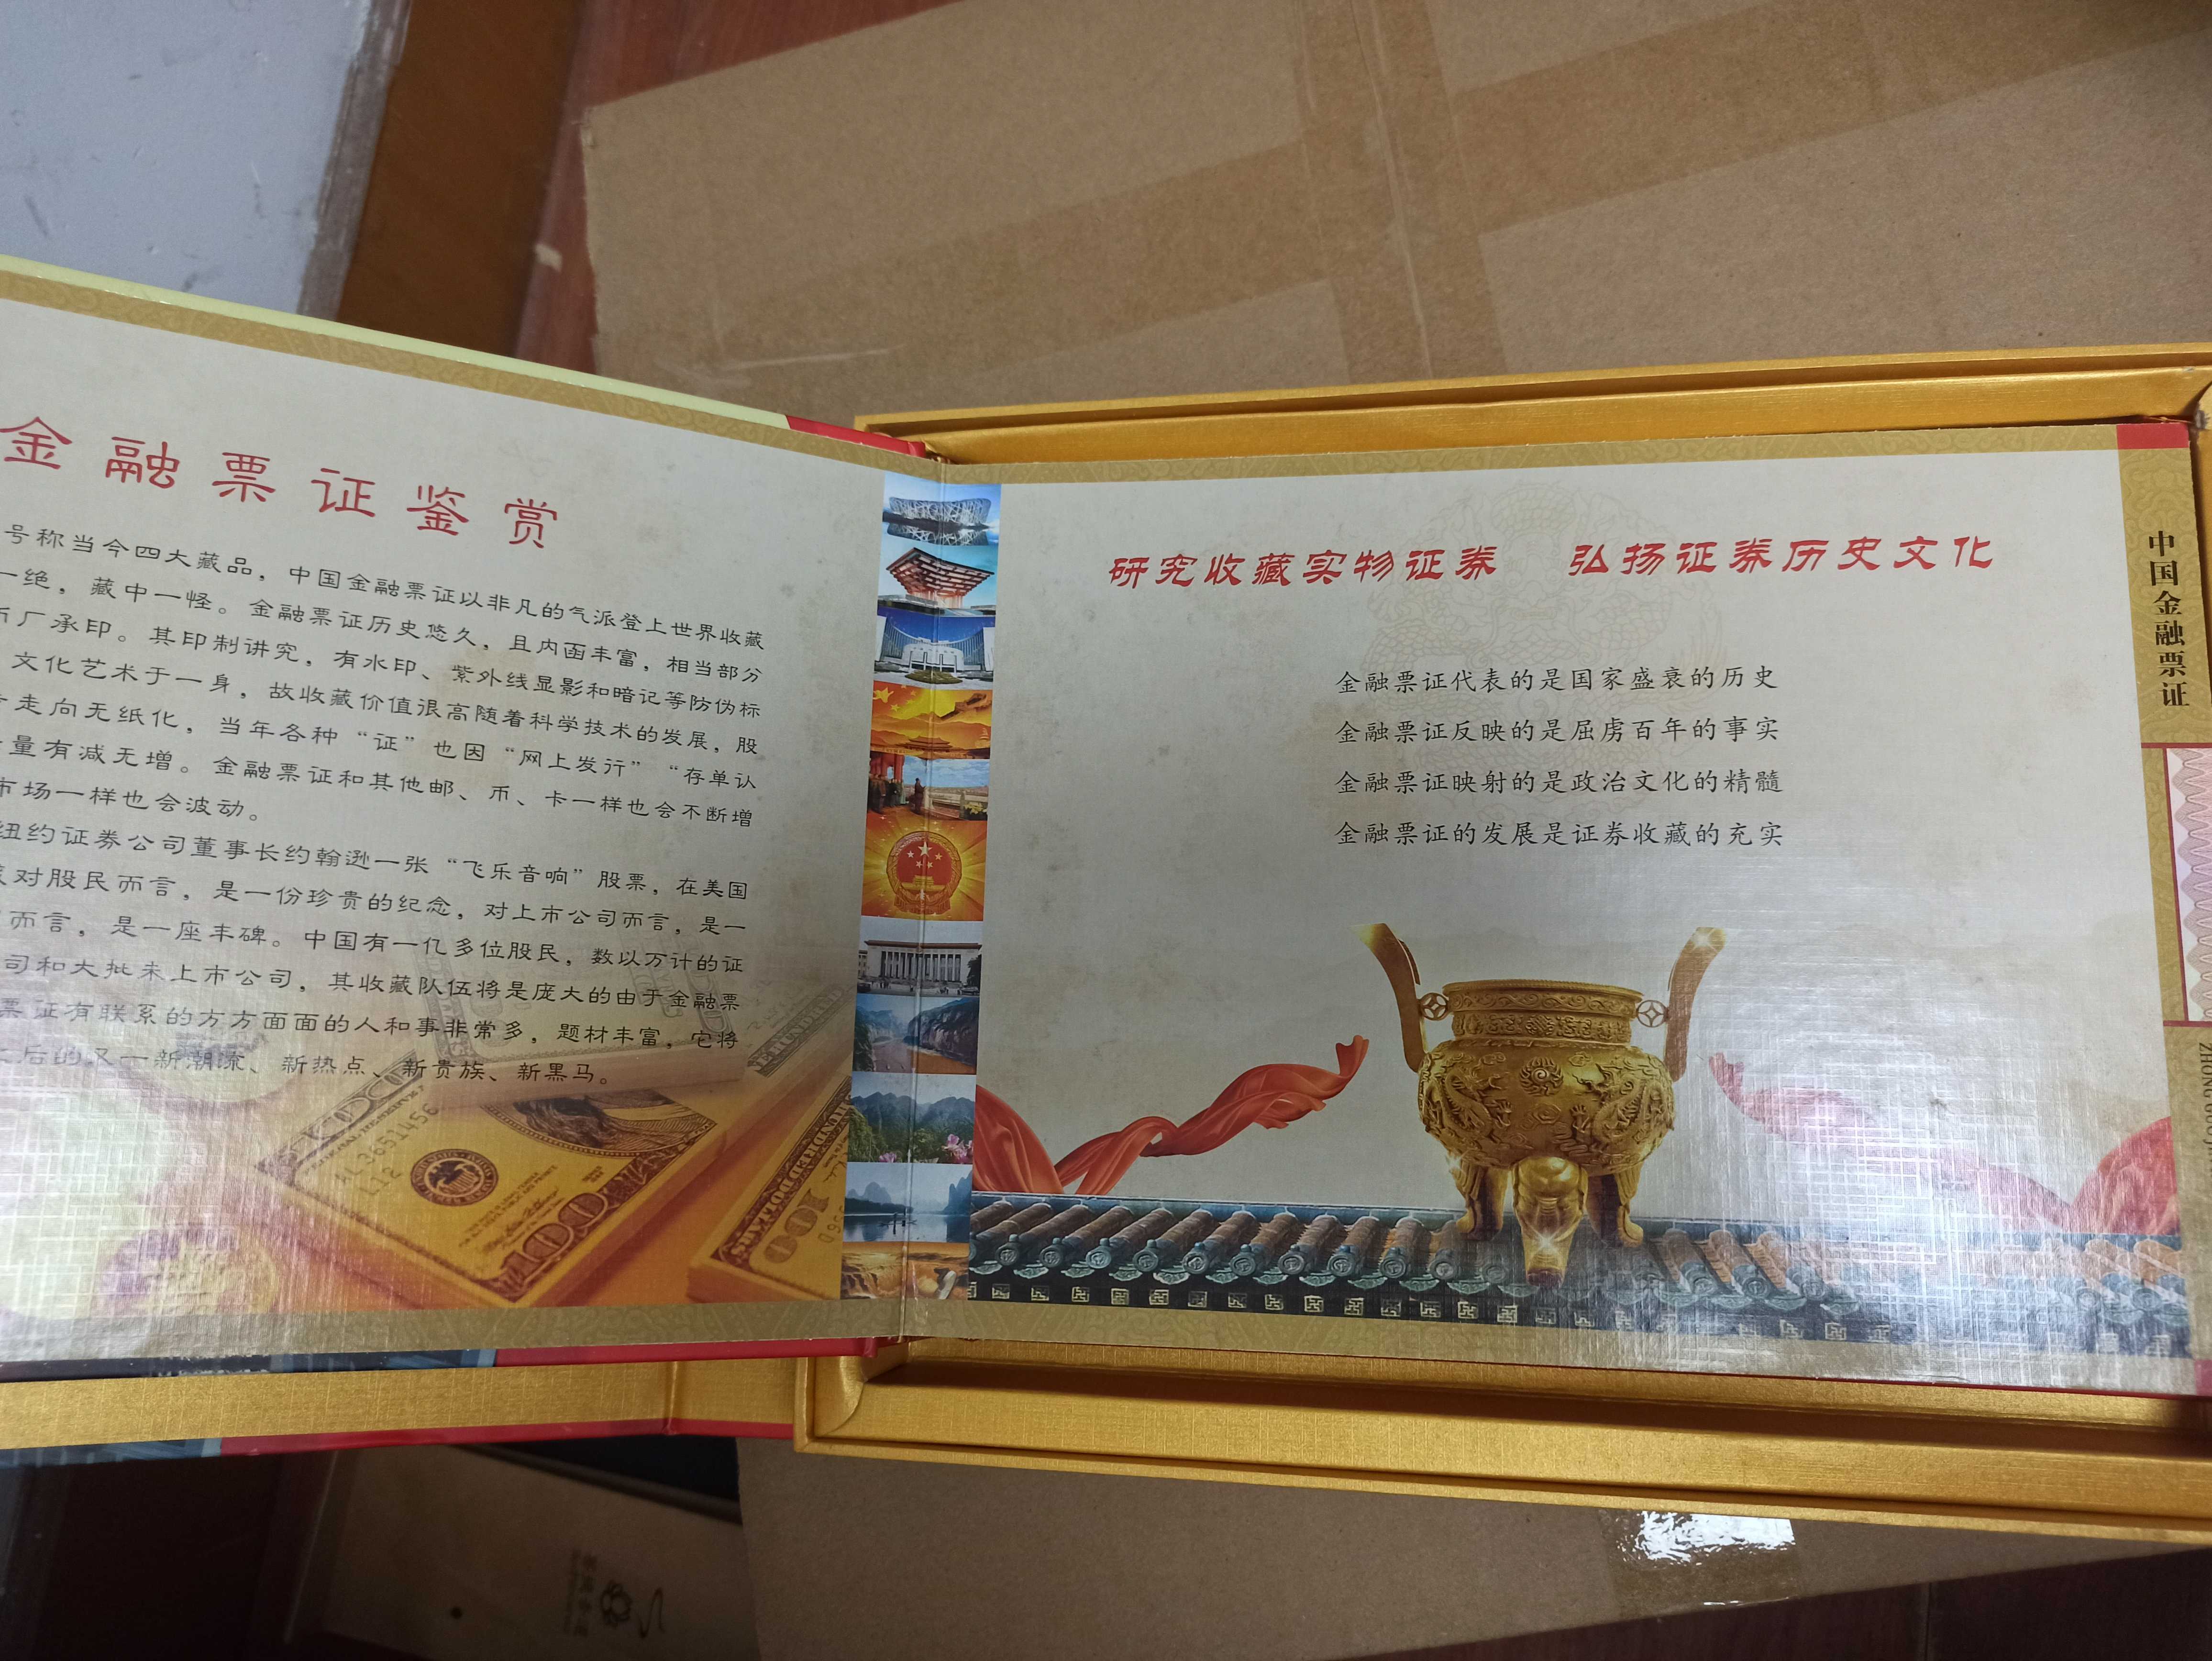 金融票证鉴赏
号称当今四大藏品，中国金融票证以非凡的气派登上世界收藏
一绝，藏中一怪。金融票证历史悠久，且内函丰富，相当部分
厂承印。其印制讲究，有水印、紫外线显影和暗记等防伪标
文化艺术于一身，故收藏价值很高随着科学技术的发展，股
走向无纸化，当年各种“证”也因“网上发行”“存单认
量有减无增。金融票证和其他邮、币、卡一样也会不断增
市场一样也会波动。
纽约证券公司董事长约翰逊一张“飞乐音响”股票，在美国
对股民而言，是一份珍贵的纪念，对上市公司而言，是一
而言，是一座丰碑。中国有一亿多位股民，数以万计的证
司和大批未上市公司，其收藏队伍将是庞大的由于金融票
票证有联系的方方面面的人和事非常多，题材丰富，它将
后的又一新潮流、新热点、新贵族、新黑马。
AL3651456
L12
100
研究收藏实物证券 弘扬证券历史文化
金融票证代表的是国家盛衰的历史
金融票证反映的是屈虏百年的事实
金融票证映射的是政治文化的精髓
金融票证的发展是证券收藏的充实
中国金融票证